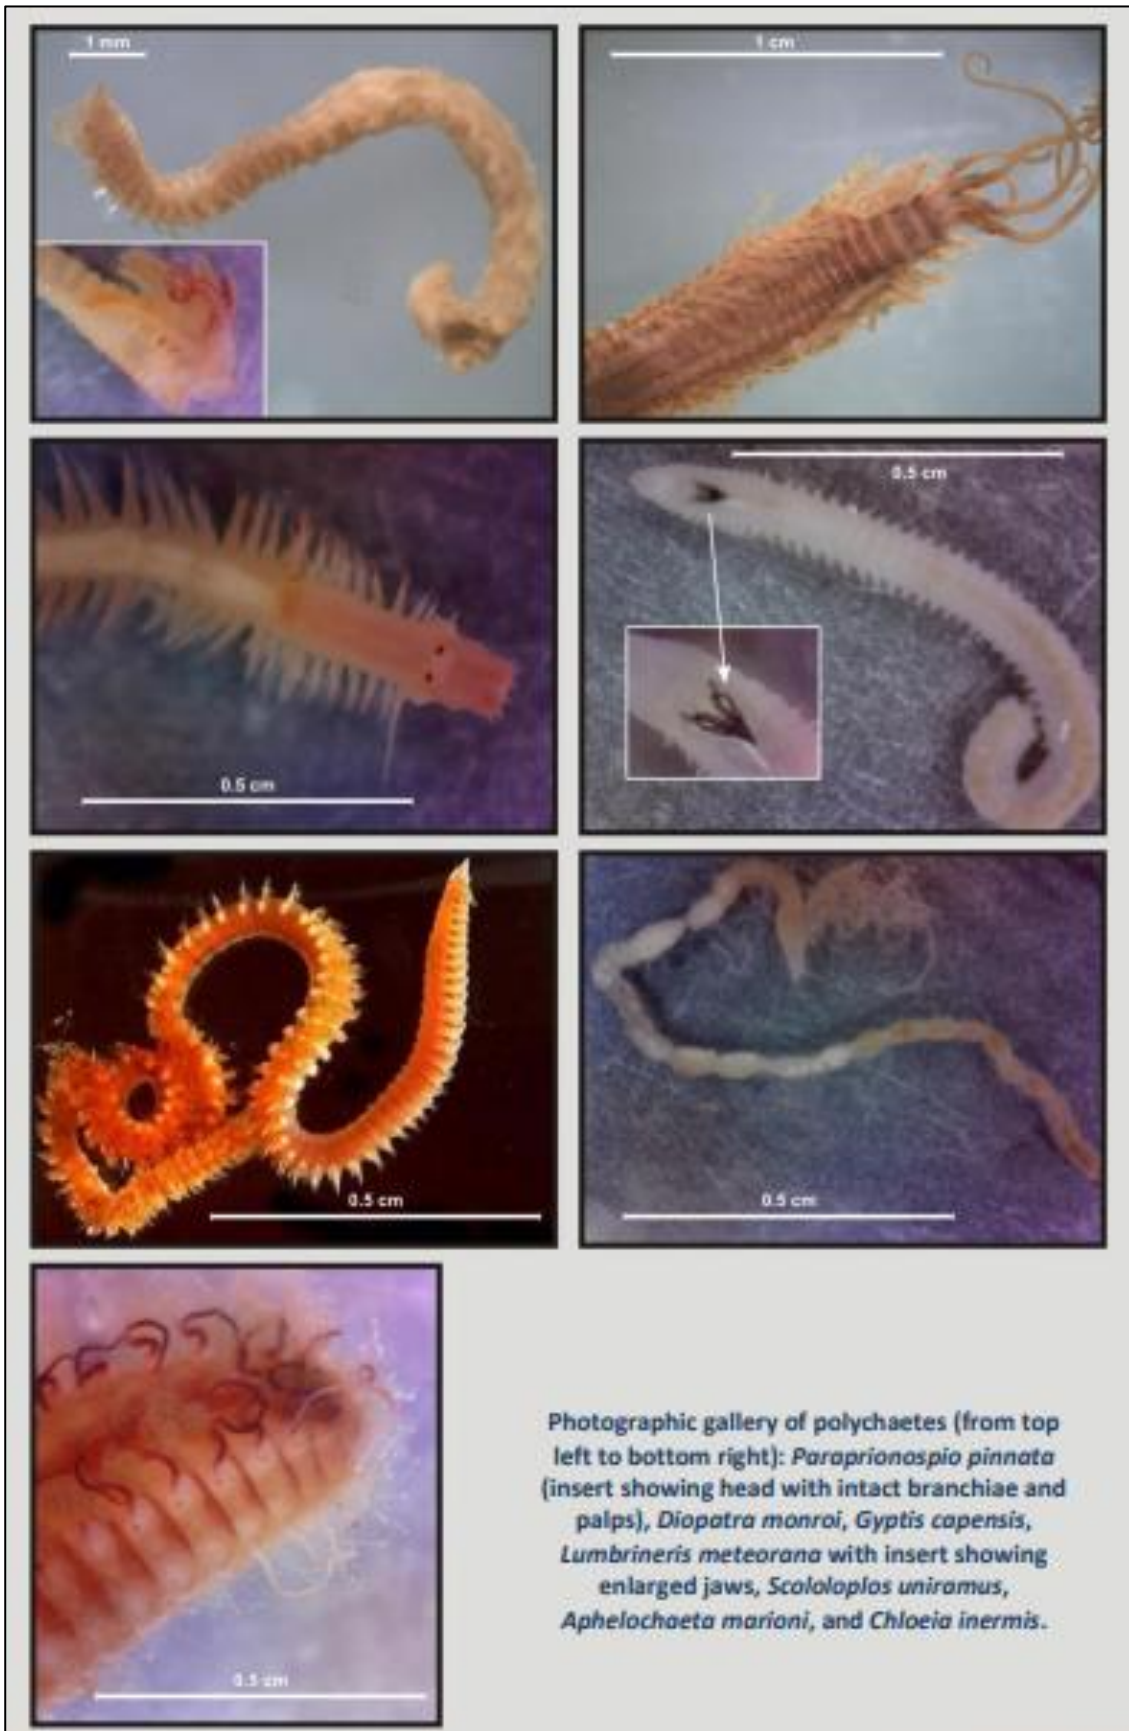 1 mm
1 cm
0.5 cm
0.5 cm
0.5 cm
0.5 cm
0.5 cm
Photographic gallery of polychaetes (from top
left to bottom right): Paraprionospio pinnata
(insert showing head with intact branchiae and
palps), Diopatra monroi, Gyptis capensis,
Lumbrineris meteorana with insert showing
enlarged jaws, Scololoplos uniramus,
Aphelochaeta marioni, and Chloeia inermis.